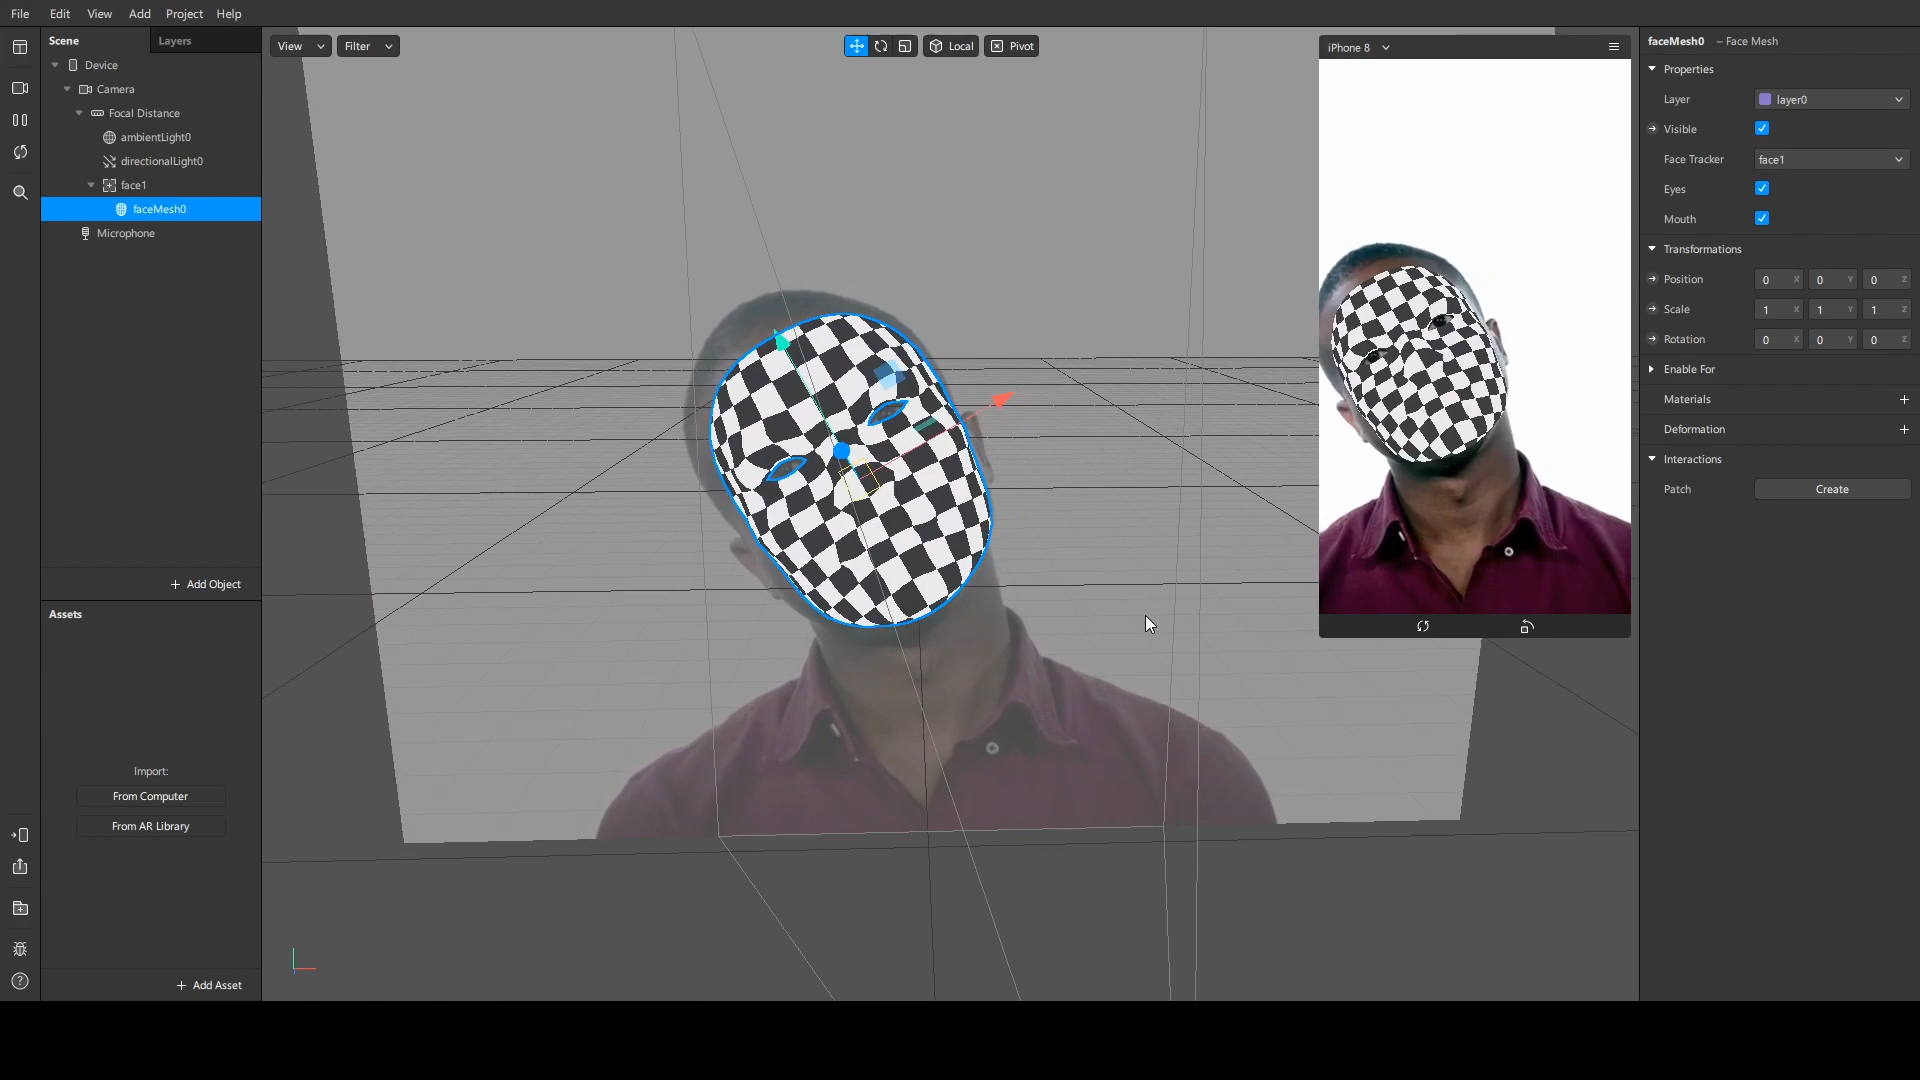 File Edit View Add Project Help
Scene Layers
Device
Camera
Focal Distance
ambientLight0
directionalLight0
face1
faceMesh0
Microphone
+ Add Object
Assets
Import:
From Computer
From AR Library
+ Add Asset
View Filter
Local Pivot
iPhone 8
faceMesh0 – Face Mesh
Properties
Layer layer0
Visible
Face Tracker face1
Eyes
Mouth
Transformations
Position 0 X 0 Y 0 Z
Scale 1 X 1 Y 1 Z
Rotation 0 X 0 Y 0 Z
Enable For
Materials +
Deformation +
Interactions
Patch Create